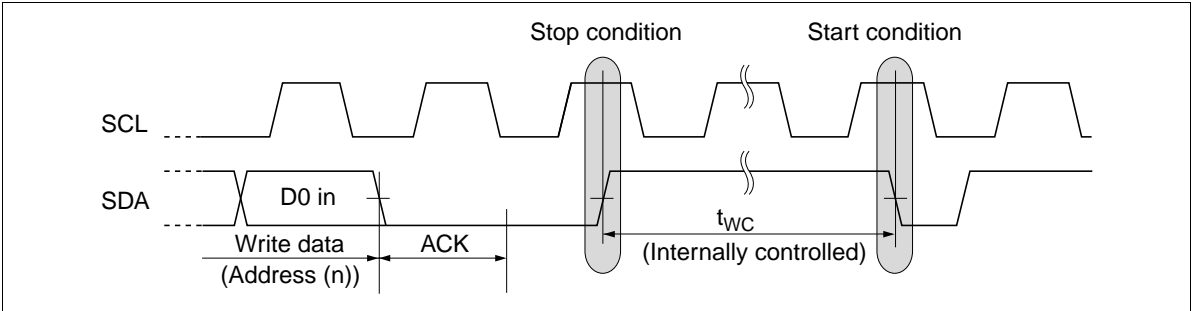 Stop condition
Start condition
SCL
SDA
D0 in
Write data
(Address (n))
ACK
tWC
(Internally controlled)